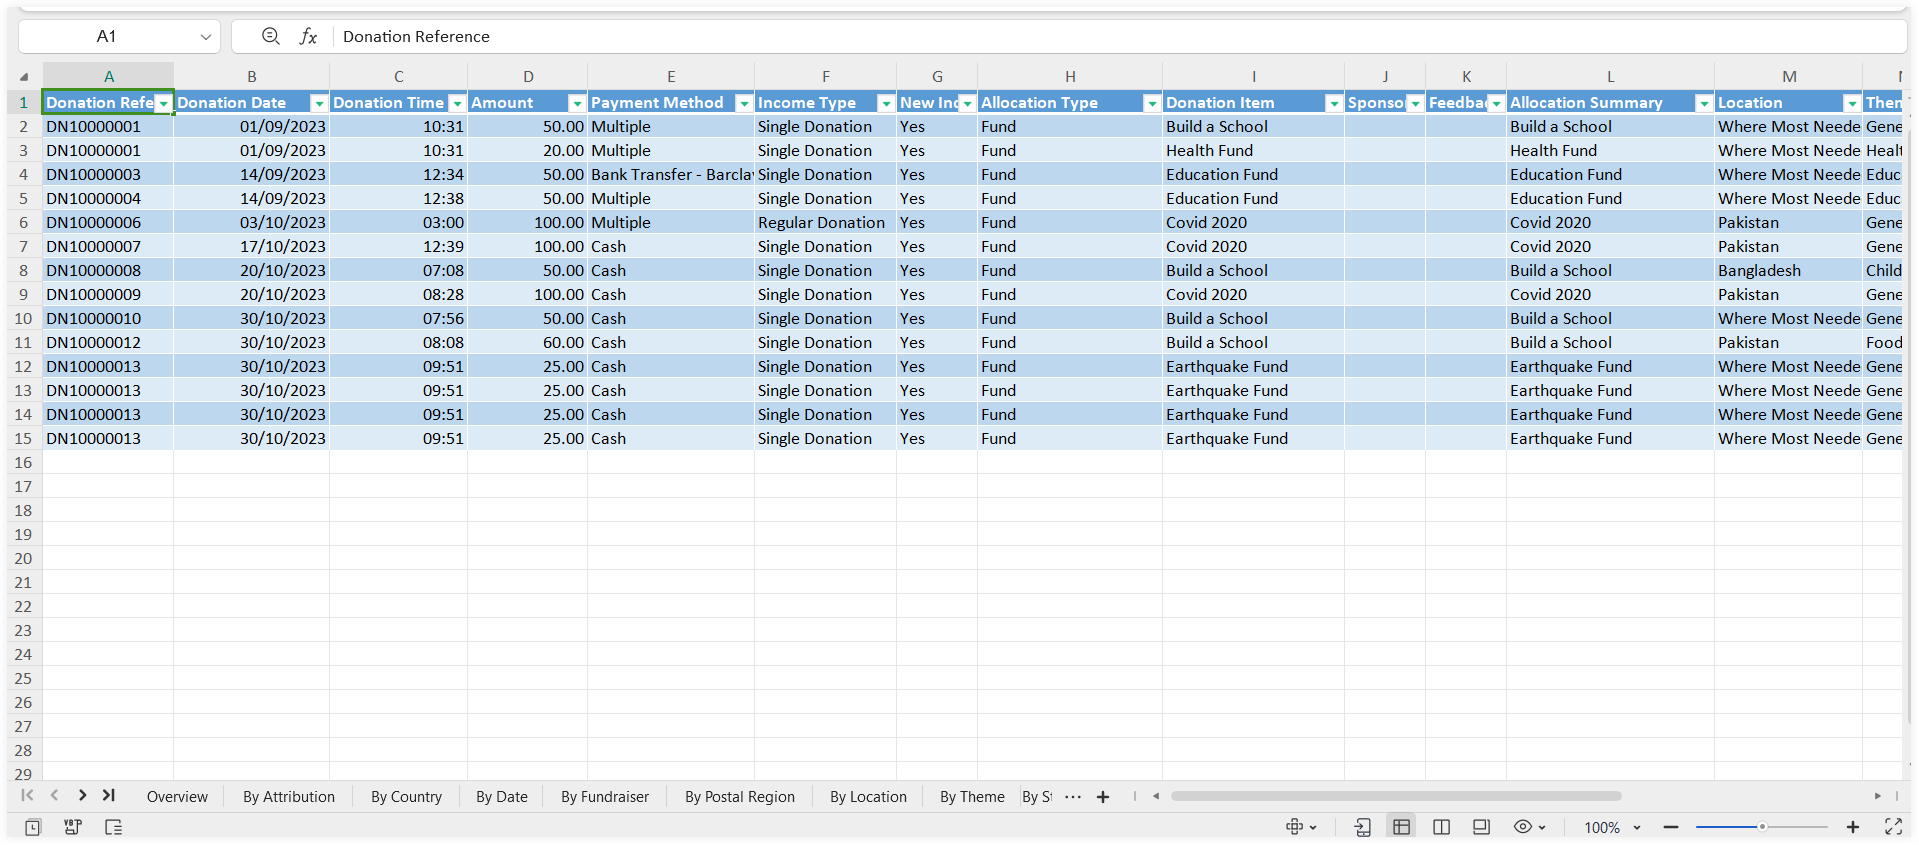 A1 fx Donation Reference
A B C D E F G H I J K L M
1 Donation Refe Donation Date Donation Time Amount Payment Method Income Type New Inc Allocation Type Donation Item Sponso Feedba Allocation Summary Location Then
2 DN10000001 01/09/2023 10:31 50.00 Multiple Single Donation Yes Fund Build a School Build a School Where Most Neede Gene
3 DN10000001 01/09/2023 10:31 20.00 Multiple Single Donation Yes Fund Health Fund Health Fund Where Most Neede Healt
4 DN10000003 14/09/2023 12:34 50.00 Bank Transfer - Barclay Single Donation Yes Fund Education Fund Education Fund Where Most Neede Educ
5 DN10000004 14/09/2023 12:38 50.00 Multiple Single Donation Yes Fund Education Fund Education Fund Where Most Neede Educ
6 DN10000006 03/10/2023 03:00 100.00 Multiple Regular Donation Yes Fund Covid 2020 Covid 2020 Pakistan Gene
7 DN10000007 17/10/2023 12:39 100.00 Cash Single Donation Yes Fund Covid 2020 Covid 2020 Pakistan Gene
8 DN10000008 20/10/2023 07:08 50.00 Cash Single Donation Yes Fund Build a School Build a School Bangladesh Child
9 DN10000009 20/10/2023 08:28 100.00 Cash Single Donation Yes Fund Covid 2020 Covid 2020 Pakistan Gene
10 DN10000010 30/10/2023 07:56 50.00 Cash Single Donation Yes Fund Build a School Build a School Where Most Neede Gene
11 DN10000012 30/10/2023 08:08 60.00 Cash Single Donation Yes Fund Build a School Build a School Pakistan Food
12 DN10000013 30/10/2023 09:51 25.00 Cash Single Donation Yes Fund Earthquake Fund Earthquake Fund Where Most Neede Gene
13 DN10000013 30/10/2023 09:51 25.00 Cash Single Donation Yes Fund Earthquake Fund Earthquake Fund Where Most Neede Gene
14 DN10000013 30/10/2023 09:51 25.00 Cash Single Donation Yes Fund Earthquake Fund Earthquake Fund Where Most Neede Gene
15 DN10000013 30/10/2023 09:51 25.00 Cash Single Donation Yes Fund Earthquake Fund Earthquake Fund Where Most Neede Gene
16
17
18
19
20
21
22
23
24
25
26
27
28
29
Overview By Attribution By Country By Date By Fundraiser By Postal Region By Location By Theme By St ...
100%